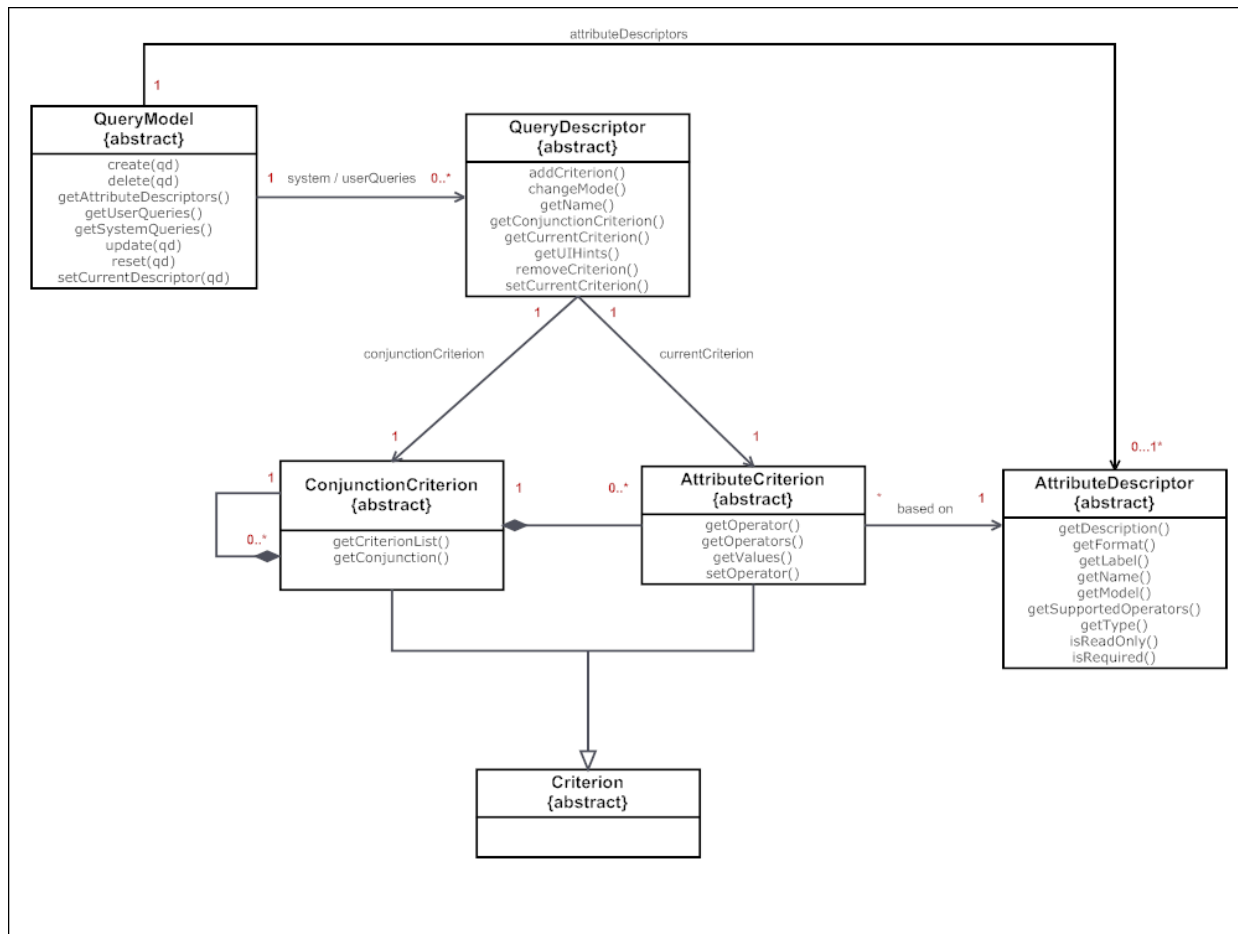 attributeDescriptors
1
QueryModel
{abstract}
create(qd)
delete(qd)
getAttributeDescriptors()
getUserQueries()
getSystemQueries()
update(qd)
reset(qd)
setCurrentDescriptor(qd)
1 system / userQueries 0..*
QueryDescriptor
{abstract}
addCriterion()
changeMode()
getName()
getConjunctionCriterion()
getCurrentCriterion()
getUIHints()
removeCriterion()
setCurrentCriterion()
1 1
conjunctionCriterion currentCriterion
1 1 0...1*
1
0..*
ConjunctionCriterion
{abstract}
getCriterionList()
getConjunction()
1 0..*
AttributeCriterion
{abstract}
getOperator()
getOperators()
getValues()
setOperator()
* based on 1
AttributeDescriptor
{abstract}
getDescription()
getFormat()
getLabel()
getName()
getModel()
getSupportedOperators()
getType()
isReadOnly()
isRequired()
Criterion
{abstract}